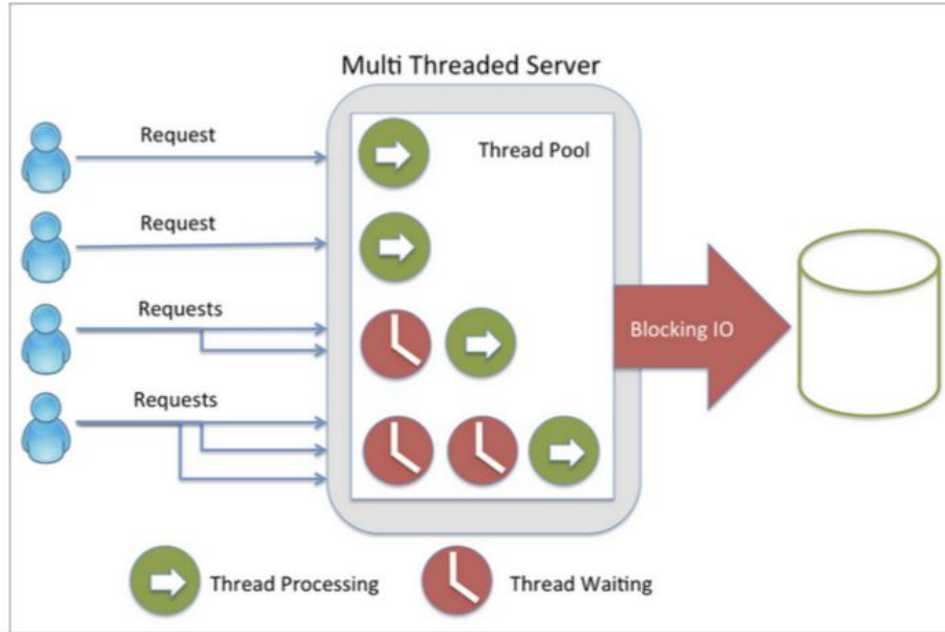 Multi Threaded Server
Request
Thread Pool
Request
Requests
Blocking IO
Requests
Thread Processing
Thread Waiting